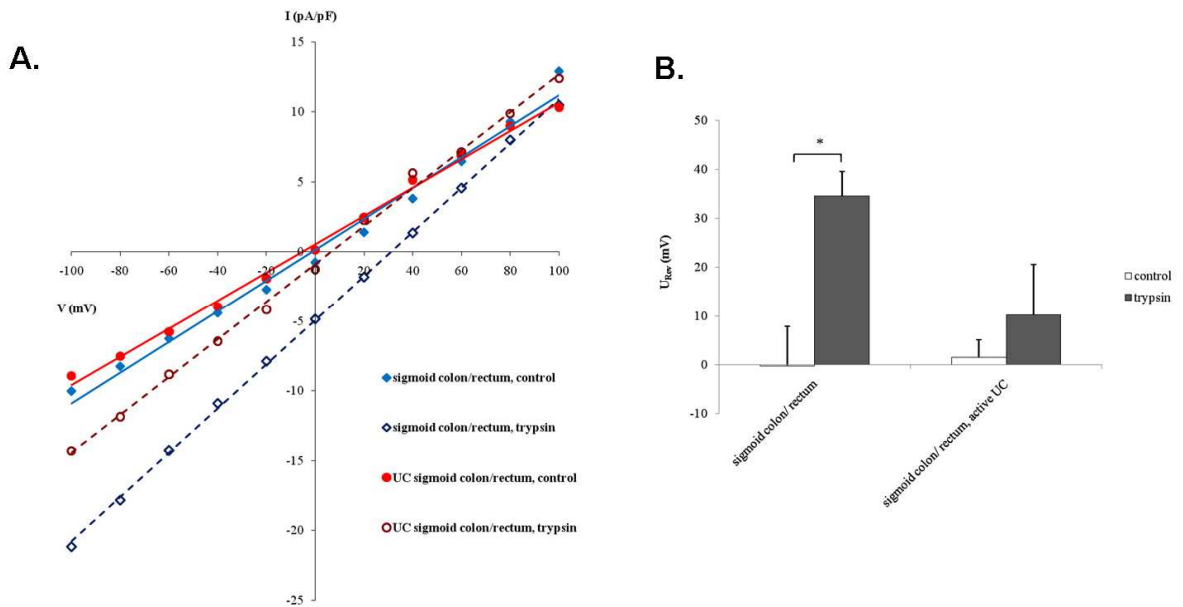 A.
I (pA/pF)
15
10
5
0
-5
-10
-15
-20
-25
-100 -80 -60 -40 -20 0 20 40 60 80 100
V (mV)
sigmoid colon/rectum, control
sigmoid colon/rectum, trypsin
UC sigmoid colon/rectum, control
UC sigmoid colon/rectum, trypsin
B.
50
40
30
20
10
0
-10
U_Rev (mV)
*
sigmoid colon/ rectum
sigmoid colon/ rectum, active UC
control
trypsin